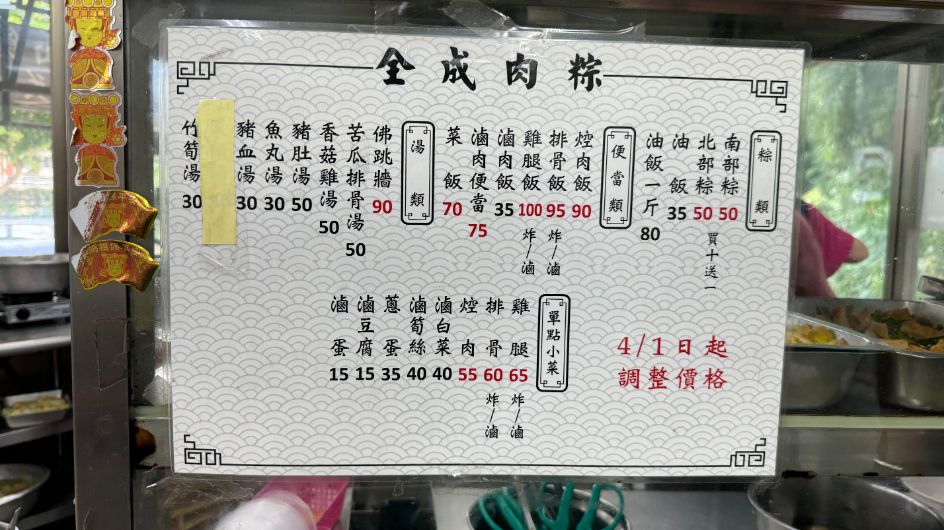 全成肉粽
粽類
南部粽 50
北部粽 50
買十送一
油飯 35
油飯一斤 80
便當類
焢肉飯 90
排骨飯 95
炸/滷
雞腿飯 100
炸/滷
滷肉飯 35
滷肉便當 75
菜飯 70
湯類
佛跳牆 90
苦瓜排骨湯 50
香菇雞湯 50
豬肚湯 50
魚丸湯 30
豬血湯 30
竹筍湯 30
單點小菜
雞腿 65
炸/滷
排骨 60
炸/滷
焢肉 55
滷白菜 40
滷筍絲 40
蔥蛋 35
滷豆腐 15
滷蛋 15
4/1日起
調整價格